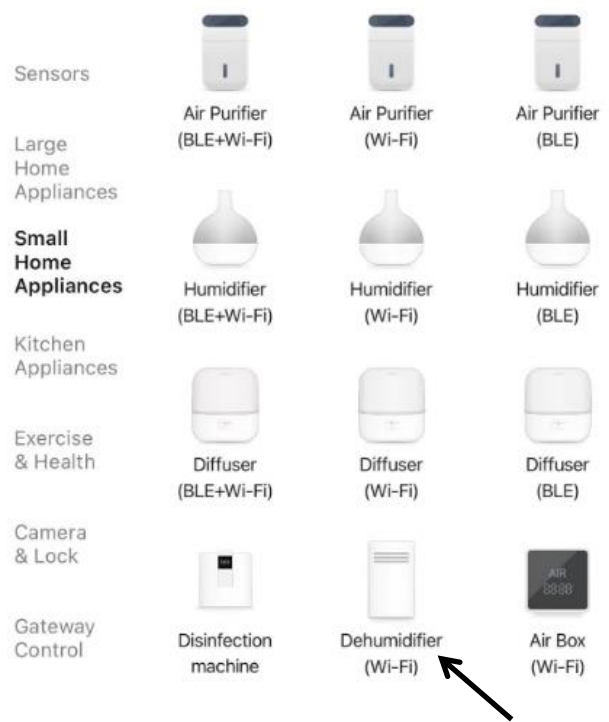 Sensors
Large
Home
Appliances
Small
Home
Appliances
Kitchen
Appliances
Exercise
& Health
Camera
& Lock
Gateway
Control
Air Purifier
(BLE+Wi-Fi)
Air Purifier
(Wi-Fi)
Air Purifier
(BLE)
Humidifier
(BLE+Wi-Fi)
Humidifier
(Wi-Fi)
Humidifier
(BLE)
Diffuser
(BLE+Wi-Fi)
Diffuser
(Wi-Fi)
Diffuser
(BLE)
Disinfection
machine
Dehumidifier
(Wi-Fi)
AIR
8888
Air Box
(Wi-Fi)